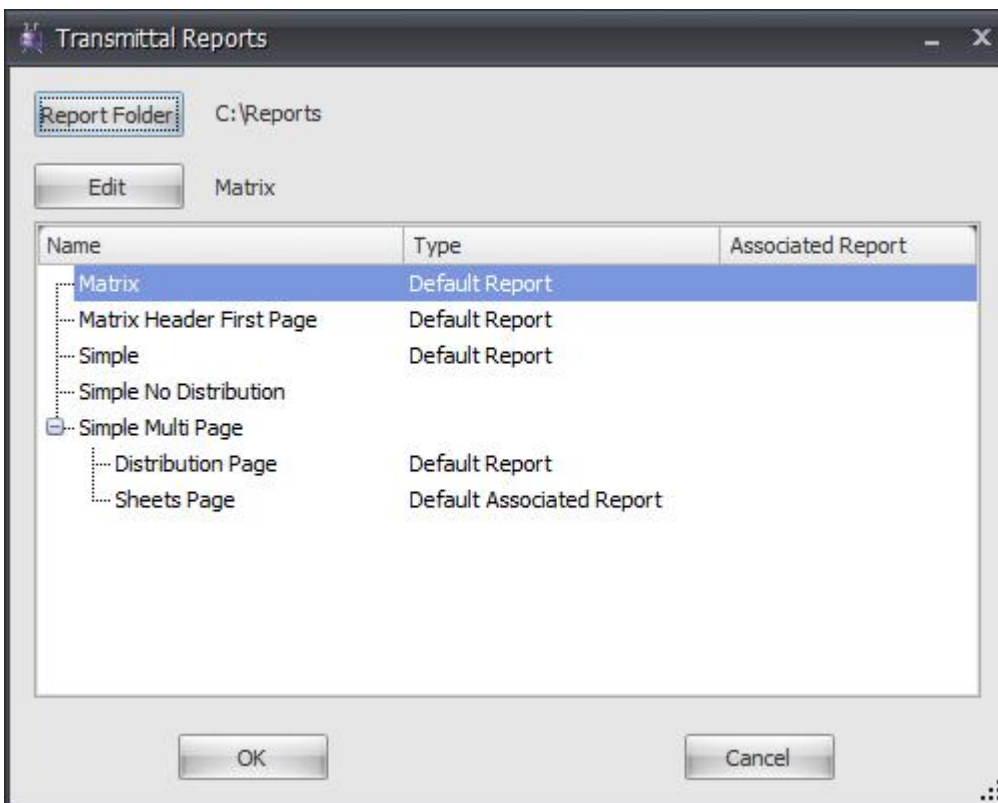 Transmittal Reports
Report Folder C:\Reports
Edit Matrix
Name Type Associated Report
Matrix Default Report
Matrix Header First Page Default Report
Simple Default Report
Simple No Distribution
Simple Multi Page
Distribution Page Default Report
Sheets Page Default Associated Report
OK Cancel